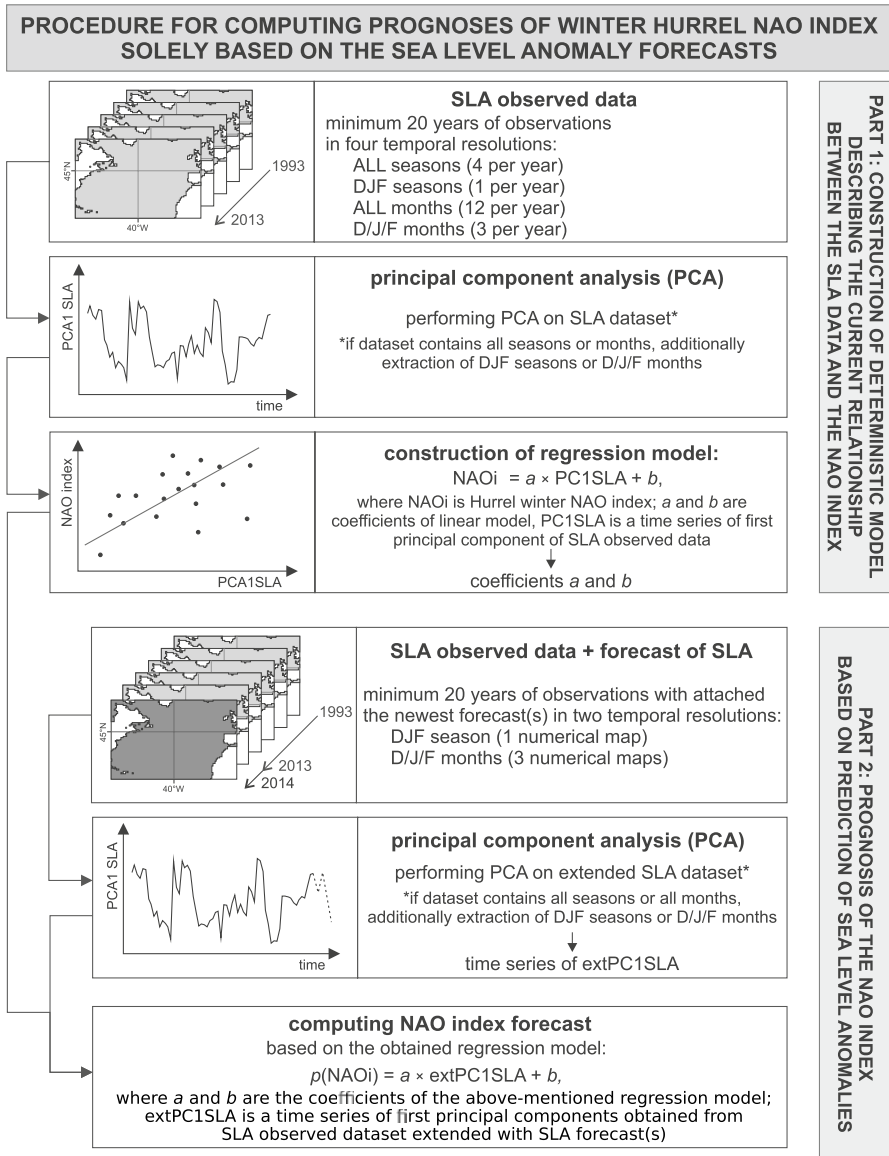 PROCEDURE FOR COMPUTING PROGNOSES OF WINTER HURREL NAO INDEX
SOLELY BASED ON THE SEA LEVEL ANOMALY FORECASTS
45°N
40°W
1993
2013
SLA observed data
minimum 20 years of observations
in four temporal resolutions:
ALL seasons (4 per year)
DJF seasons (1 per year)
ALL months (12 per year)
D/J/F months (3 per year)
PART 1: CONSTRUCTION OF DETERMINISTIC MODEL
DESCRIBING THE CURRENT RELATIONSHIP
BETWEEN THE SLA DATA AND THE NAO INDEX
PCA1 SLA
time
principal component analysis (PCA)
performing PCA on SLA dataset*
*if dataset contains all seasons or months, additionally
extraction of DJF seasons or D/J/F months
NAO index
PCA1SLA
construction of regression model:
NAOi = a × PC1SLA + b,
where NAOi is Hurrel winter NAO index; a and b are
coefficients of linear model, PC1SLA is a time series of first
principal component of SLA observed data
coefficients a and b
45°N
40°W
1993
2013
2014
SLA observed data + forecast of SLA
minimum 20 years of observations with attached
the newest forecast(s) in two temporal resolutions:
DJF season (1 numerical map)
D/J/F months (3 numerical maps)
PART 2: PROGNOSIS OF THE NAO INDEX
BASED ON PREDICTION OF SEA LEVEL ANOMALIES
PCA1 SLA
time
principal component analysis (PCA)
performing PCA on extended SLA dataset*
*if dataset contains all seasons or all months,
additionally extraction of DJF seasons or D/J/F months
time series of extPC1SLA
computing NAO index forecast
based on the obtained regression model:
p(NAOi) = a × extPC1SLA + b,
where a and b are the coefficients of the above-mentioned regression model;
extPC1SLA is a time series of first principal components obtained from
SLA observed dataset extended with SLA forecast(s)